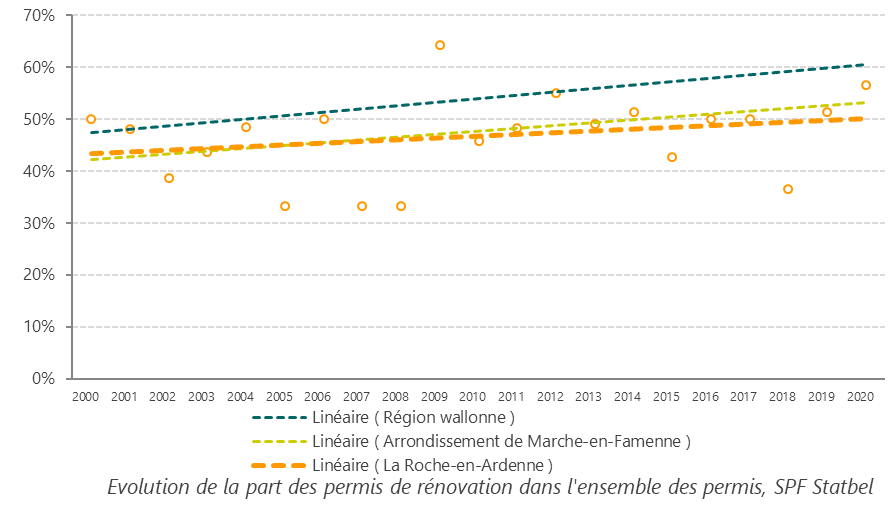 70%
60%
50%
40%
30%
20%
10%
0%
2000 2001 2002 2003 2004 2005 2006 2007 2008 2009 2010 2011 2012 2013 2014 2015 2016 2017 2018 2019 2020
Linéaire ( Région wallonne )
Linéaire ( Arrondissement de Marche-en-Famenne )
Linéaire ( La Roche-en-Ardenne )
Evolution de la part des permis de rénovation dans l'ensemble des permis, SPF Statbel